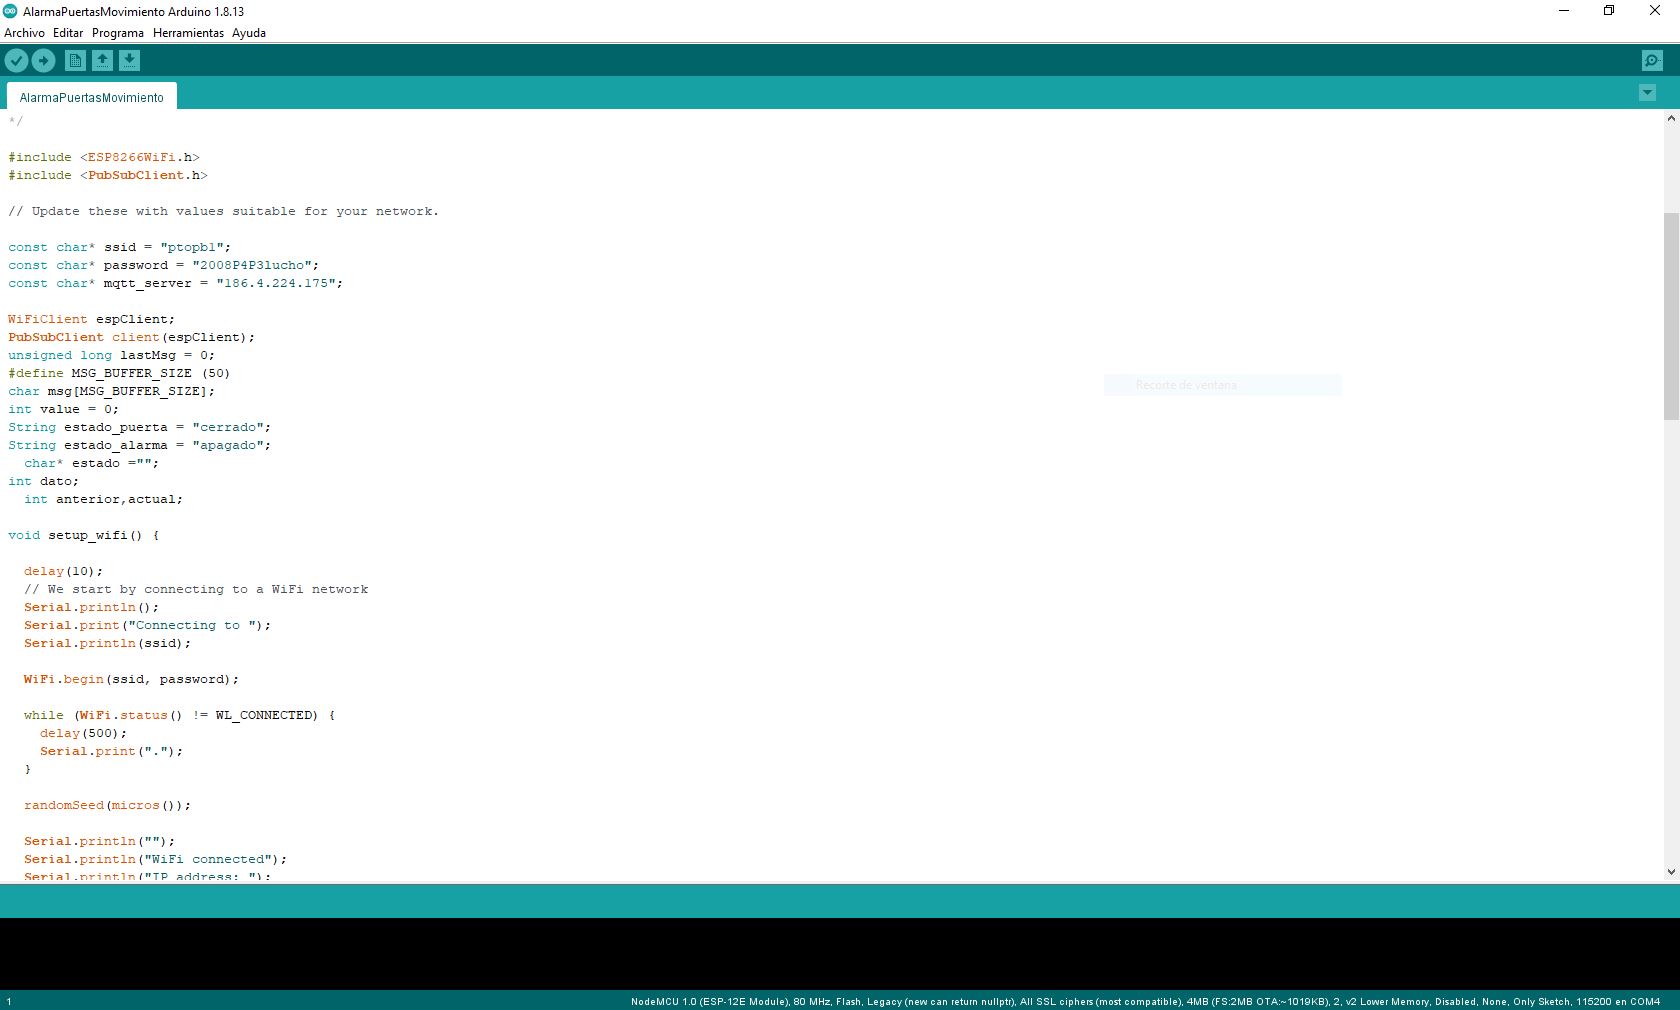 AlarmaPuertasMovimiento Arduino 1.8.13
Archivo Editar Programa Herramientas Ayuda
AlarmaPuertasMovimiento
*/
#include <ESP8266WiFi.h>
#include <PubSubClient.h>
// Update these with values suitable for your network.
const char* ssid = "ptopb1";
const char* password = "2008P4P3lucho";
const char* mqtt_server = "186.4.224.175";
WiFiClient espClient;
PubSubClient client(espClient);
unsigned long lastMsg = 0;
#define MSG_BUFFER_SIZE (50)
char msg[MSG_BUFFER_SIZE];
Recorte de ventana
int value = 0;
String estado_puerta = "cerrado";
String estado_alarma = "apagado";
char* estado ="";
int dato;
int anterior,actual;
void setup_wifi() {
delay(10);
// We start by connecting to a WiFi network
Serial.println();
Serial.print("Connecting to ");
Serial.println(ssid);
WiFi.begin(ssid, password);
while (WiFi.status() != WL_CONNECTED) {
delay(500);
Serial.print(".");
}
randomSeed(micros());
Serial.println("");
Serial.println("WiFi connected");
Serial.println("IP address: ");
1
NodeMCU 1.0 (ESP-12E Module), 80 MHz, Flash, Legacy (new can return nullptr), All SSL ciphers (most compatible), 4MB (FS:2MB OTA:~1019KB), 2, v2 Lower Memory, Disabled, None, Only Sketch, 115200 en COM4